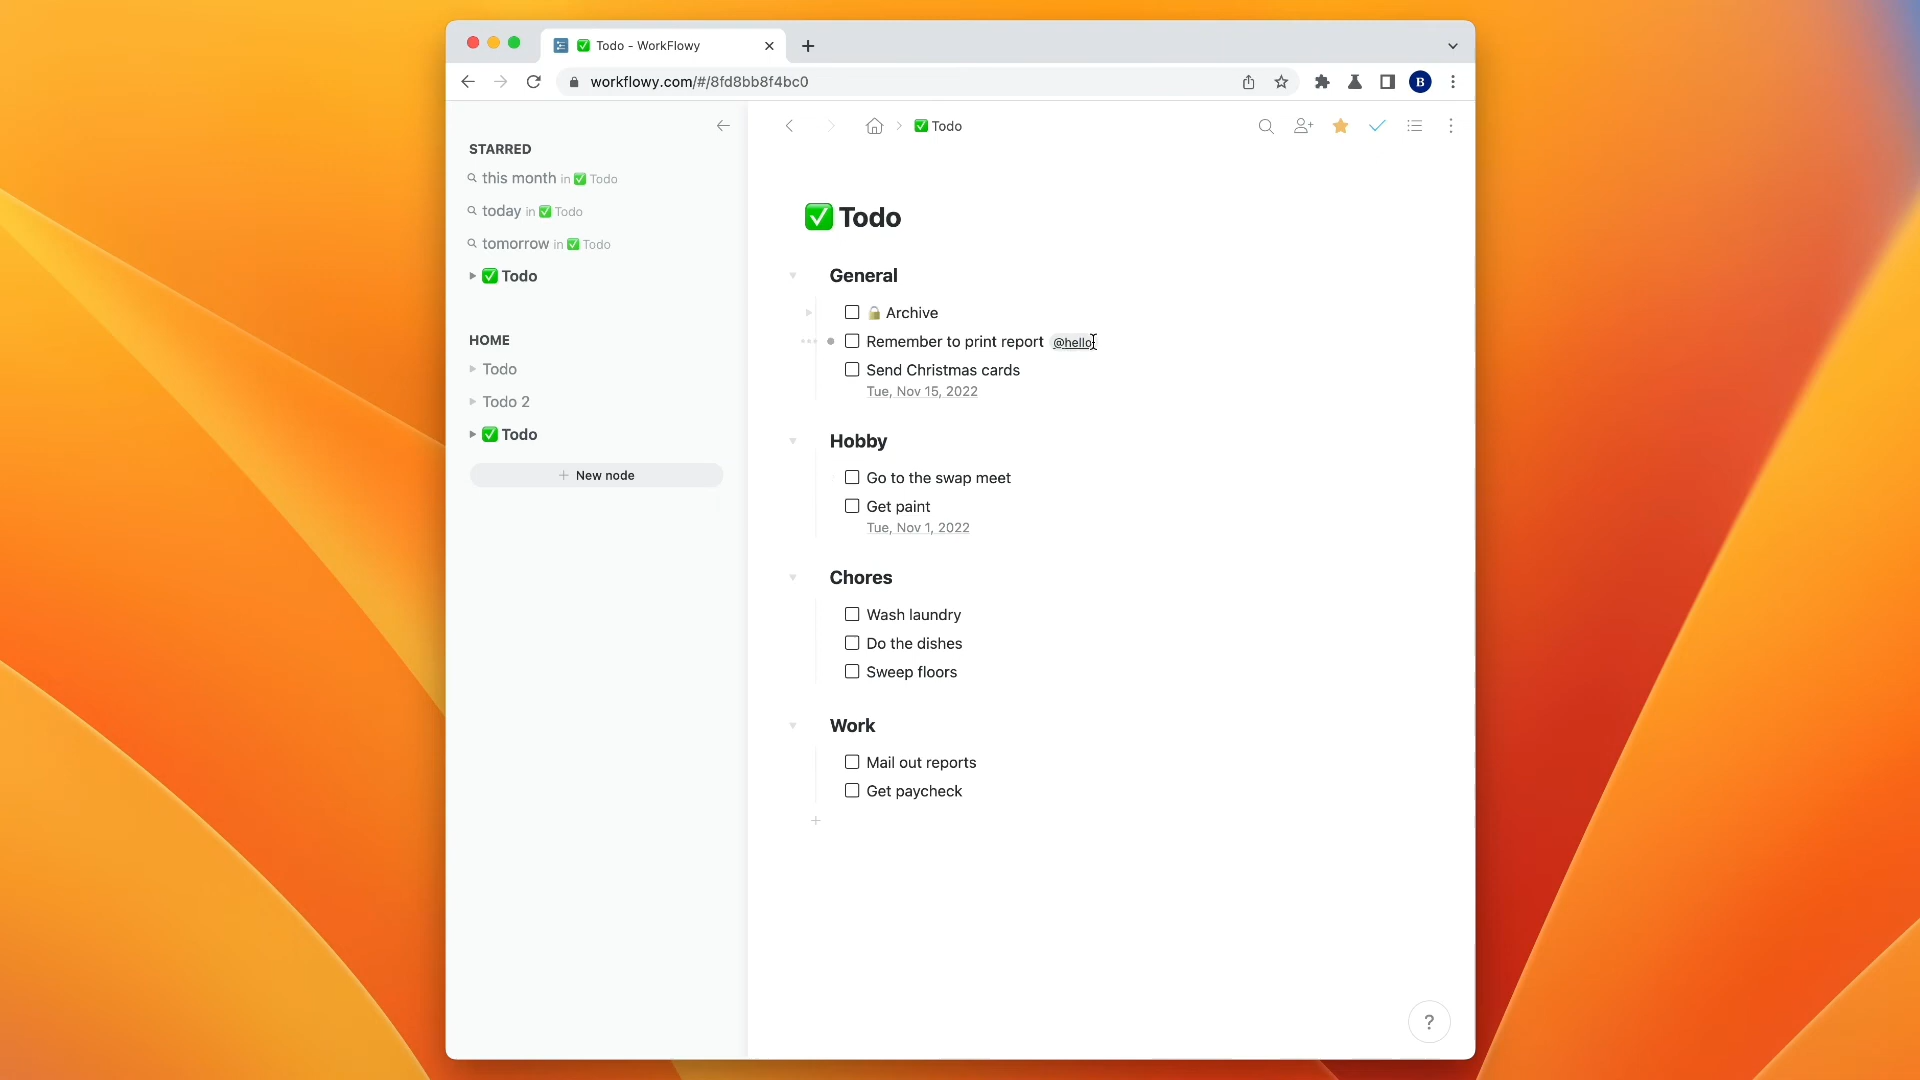 ✅ Todo - WorkFlowy
workflowy.com/#/8fd8bb8f4bc0
B
STARRED
this month in ✅ Todo
today in ✅ Todo
tomorrow in ✅ Todo
✅ Todo
HOME
Todo
Todo 2
✅ Todo
+ New node
✅ Todo
✅ Todo
General
🔒 Archive
Remember to print report @hello
Send Christmas cards
Tue, Nov 15, 2022
Hobby
Go to the swap meet
Get paint
Tue, Nov 1, 2022
Chores
Wash laundry
Do the dishes
Sweep floors
Work
Mail out reports
Get paycheck
?